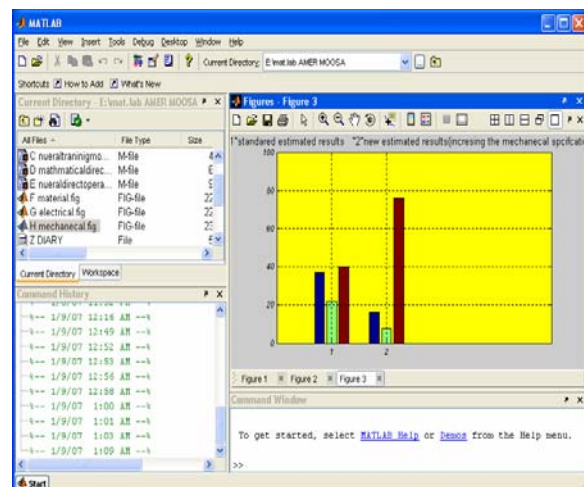 MATLAB
File Edit View Insert Tools Debug Desktop Window Help
Current Directory: E:\mat.lab AMER MOOSA
Shortcuts How to Add What's New
Current Directory - E:\mat.lab AMER MOOSA
All Files File Type Size
C nueraltraninigmo... M-file
D mathmaticaldirec... M-file
E nueraldirectopera... M-file
F material.fig FIG-file
G electrical.fig FIG-file
H mechanecal.fig FIG-file
Z DIARY File
Current Directory Workspace
Command History
%-- 1/9/07 12:16 AM --%
%-- 1/9/07 12:49 AM --%
%-- 1/9/07 12:52 AM --%
%-- 1/9/07 12:53 AM --%
%-- 1/9/07 12:56 AM --%
%-- 1/9/07 12:58 AM --%
%-- 1/9/07 1:00 AM --%
%-- 1/9/07 1:01 AM --%
%-- 1/9/07 1:03 AM --%
%-- 1/9/07 1:09 AM --%
Figures - Figure 3
1"standared estimated results "2"new estimated results(incresing the mechanecal spcifcatio
100
80
60
40
20
0
1 2
Figure 1 Figure 2 Figure 3
Command Window
To get started, select MATLAB Help or Demos from the Help menu.
>>
Start